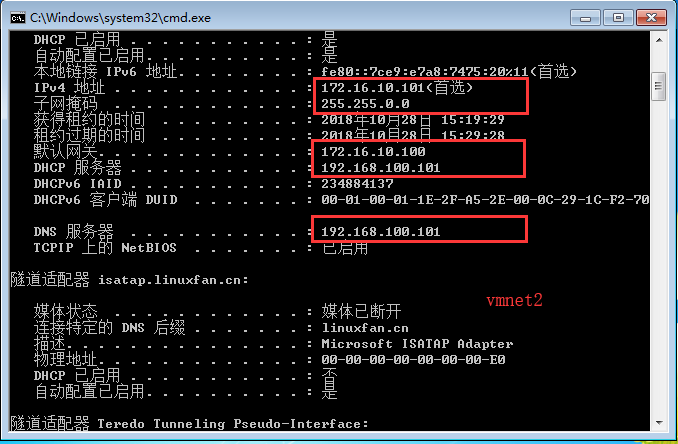 C:\Windows\system32\cmd.exe
DHCP 已启用 . . . . . . . . . . . : 是
自动配置已启用. . . . . . . . . . : 是
本地链接 IPv6 地址. . . . . . . . : fe80::7ce9:e7a8:7475:20%11(首选)
IPv4 地址 . . . . . . . . . . . . : 172.16.10.101(首选)
子网掩码 . . . . . . . . . . . . : 255.255.0.0
获得租约的时间 . . . . . . . . . : 2018年10月28日 15:19:29
租约过期的时间 . . . . . . . . . : 2018年10月28日 15:29:28
默认网关. . . . . . . . . . . . . : 172.16.10.100
DHCP 服务器 . . . . . . . . . . . : 192.168.100.101
DHCPv6 IAID . . . . . . . . . . . : 234884137
DHCPv6 客户端 DUID . . . . . . . : 00-01-00-01-1E-2F-A5-2E-00-0C-29-1C-F2-70
DNS 服务器 . . . . . . . . . . . : 192.168.100.101
TCPIP 上的 NetBIOS . . . . . . . : 已启用
隧道适配器 isatap.linuxfan.cn:
vmnet2
媒体状态 . . . . . . . . . . . . : 媒体已断开
连接特定的 DNS 后缀 . . . . . . . : linuxfan.cn
描述. . . . . . . . . . . . . . . : Microsoft ISATAP Adapter
物理地址. . . . . . . . . . . . . : 00-00-00-00-00-00-00-E0
DHCP 已启用 . . . . . . . . . . . : 否
自动配置已启用. . . . . . . . . . : 是
隧道适配器 Teredo Tunneling Pseudo-Interface: